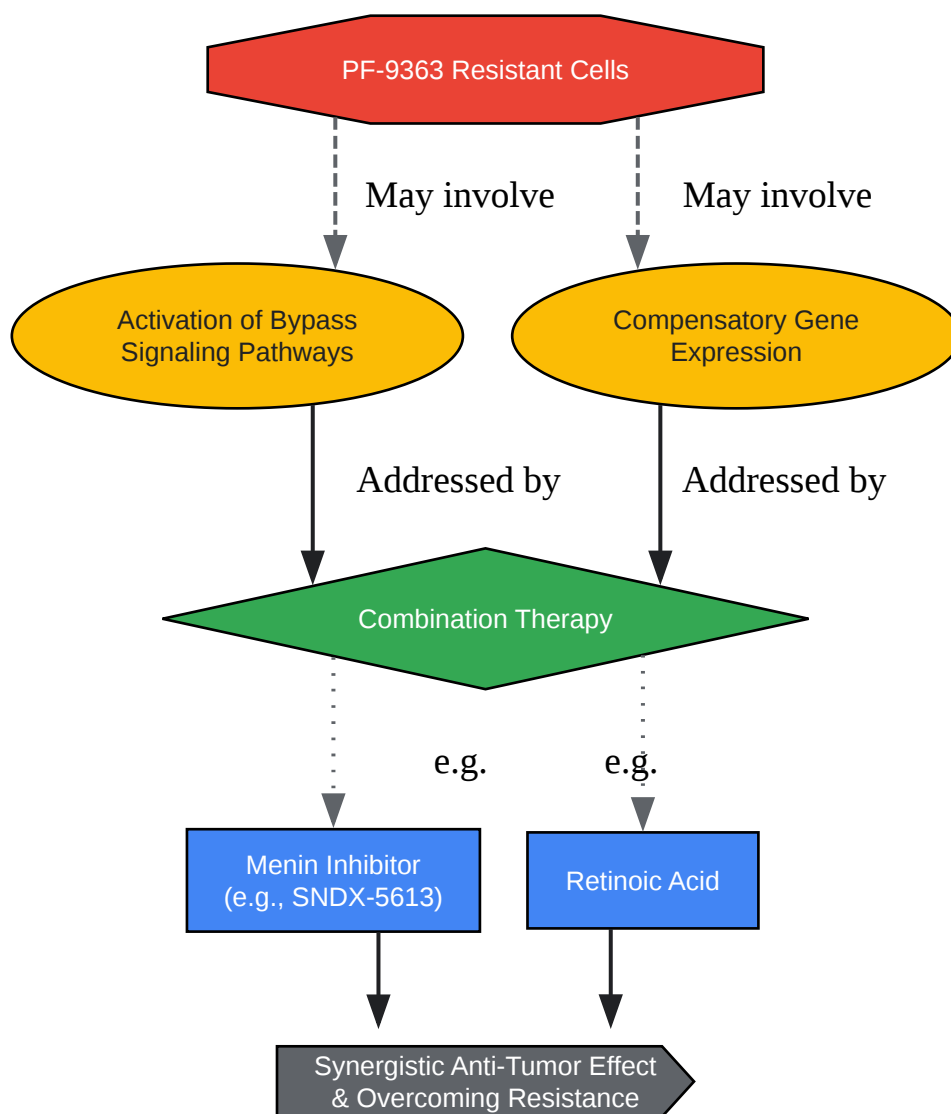 PF-9363 Resistant Cells
May involve
May involve
Activation of Bypass
Signaling Pathways
Compensatory Gene
Expression
Addressed by
Addressed by
Combination Therapy
e.g.
e.g.
Menin Inhibitor
(e.g., SNDX-5613)
Retinoic Acid
Synergistic Anti-Tumor Effect
& Overcoming Resistance